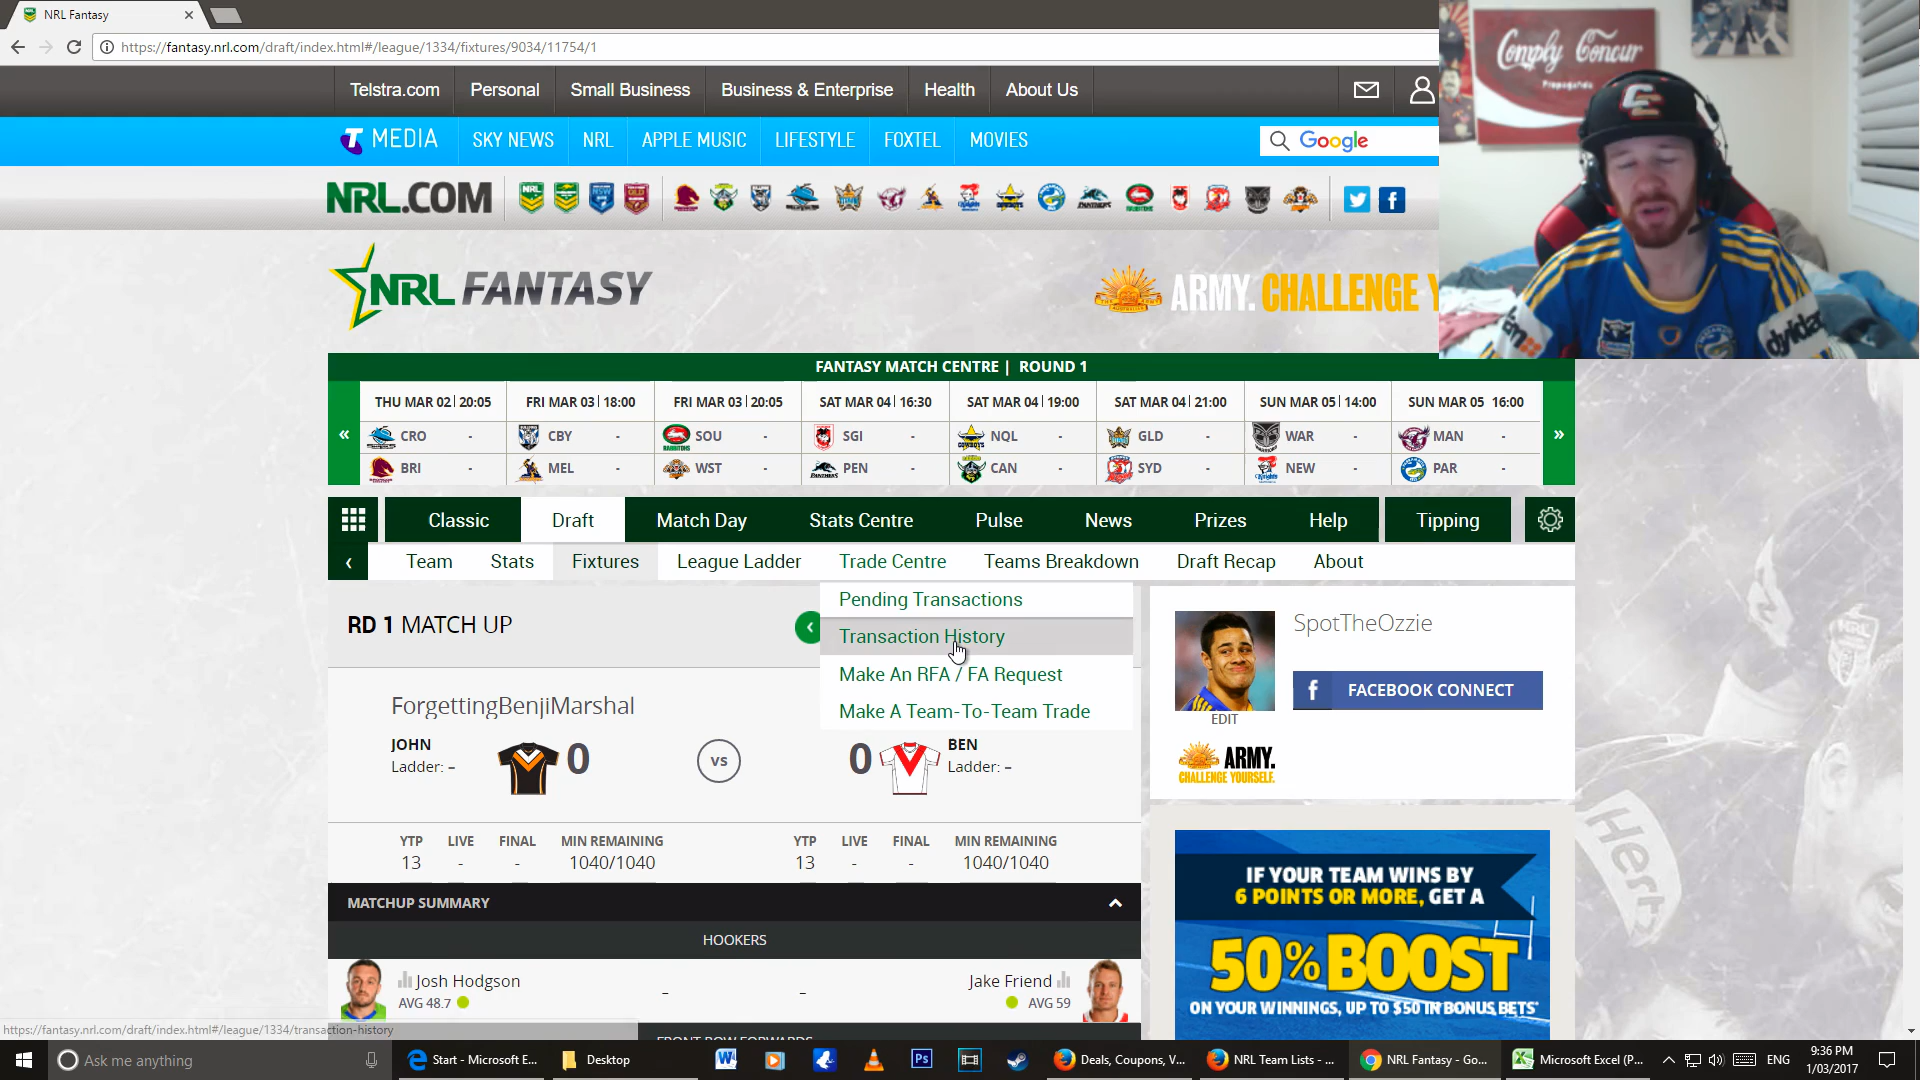 NRL Fantasy
https://fantasy.nrl.com/draft/index.html#/league/1334/fixtures/9034/11754/1
Telstra.com Personal Small Business Business & Enterprise Health About Us
T MEDIA SKY NEWS NRL APPLE MUSIC LIFESTYLE FOXTEL MOVIES Google
NRL.COM
NRL FANTASY
ARMY. CHALLENGE
Comply Concur
Propaganda
FANTASY MATCH CENTRE | ROUND 1
THU MAR 02 | 20:05 FRI MAR 03 | 18:00 FRI MAR 03 | 20:05 SAT MAR 04 | 16:30 SAT MAR 04 | 19:00 SAT MAR 04 | 21:00 SUN MAR 05 | 14:00 SUN MAR 05 16:00
« CRO - CBY - SOU - SGI - NQL - GLD - WAR - MAN - »
BRI - MEL - WST - PEN - CAN - SYD - NEW - PAR -
Classic Draft Match Day Stats Centre Pulse News Prizes Help Tipping
Team Stats Fixtures League Ladder Trade Centre Teams Breakdown Draft Recap About
Pending Transactions
Transaction History
Make An RFA / FA Request
Make A Team-To-Team Trade
RD 1 MATCH UP
ForgettingBenjiMarshal
JOHN
Ladder: –
0 VS 0
BEN
Ladder: –
YTP LIVE FINAL MIN REMAINING YTP LIVE FINAL MIN REMAINING
13 - - 1040/1040 13 - - 1040/1040
MATCHUP SUMMARY
HOOKERS
Josh Hodgson – – Jake Friend
AVG 48.7 AVG 59
SpotTheOzzie
f FACEBOOK CONNECT
EDIT
ARMY.
CHALLENGE YOURSELF.
IF YOUR TEAM WINS BY
6 POINTS OR MORE, GET A
50% BOOST
ON YOUR WINNINGS, UP TO $50 IN BONUS BETS*
https://fantasy.nrl.com/draft/index.html#/league/1334/transaction-history
Ask me anything
Start - Microsoft E...
Desktop
Deals, Coupons, V...
NRL Team Lists - ...
NRL Fantasy - Go...
Microsoft Excel (P...
ENG
9:36 PM
1/03/2017